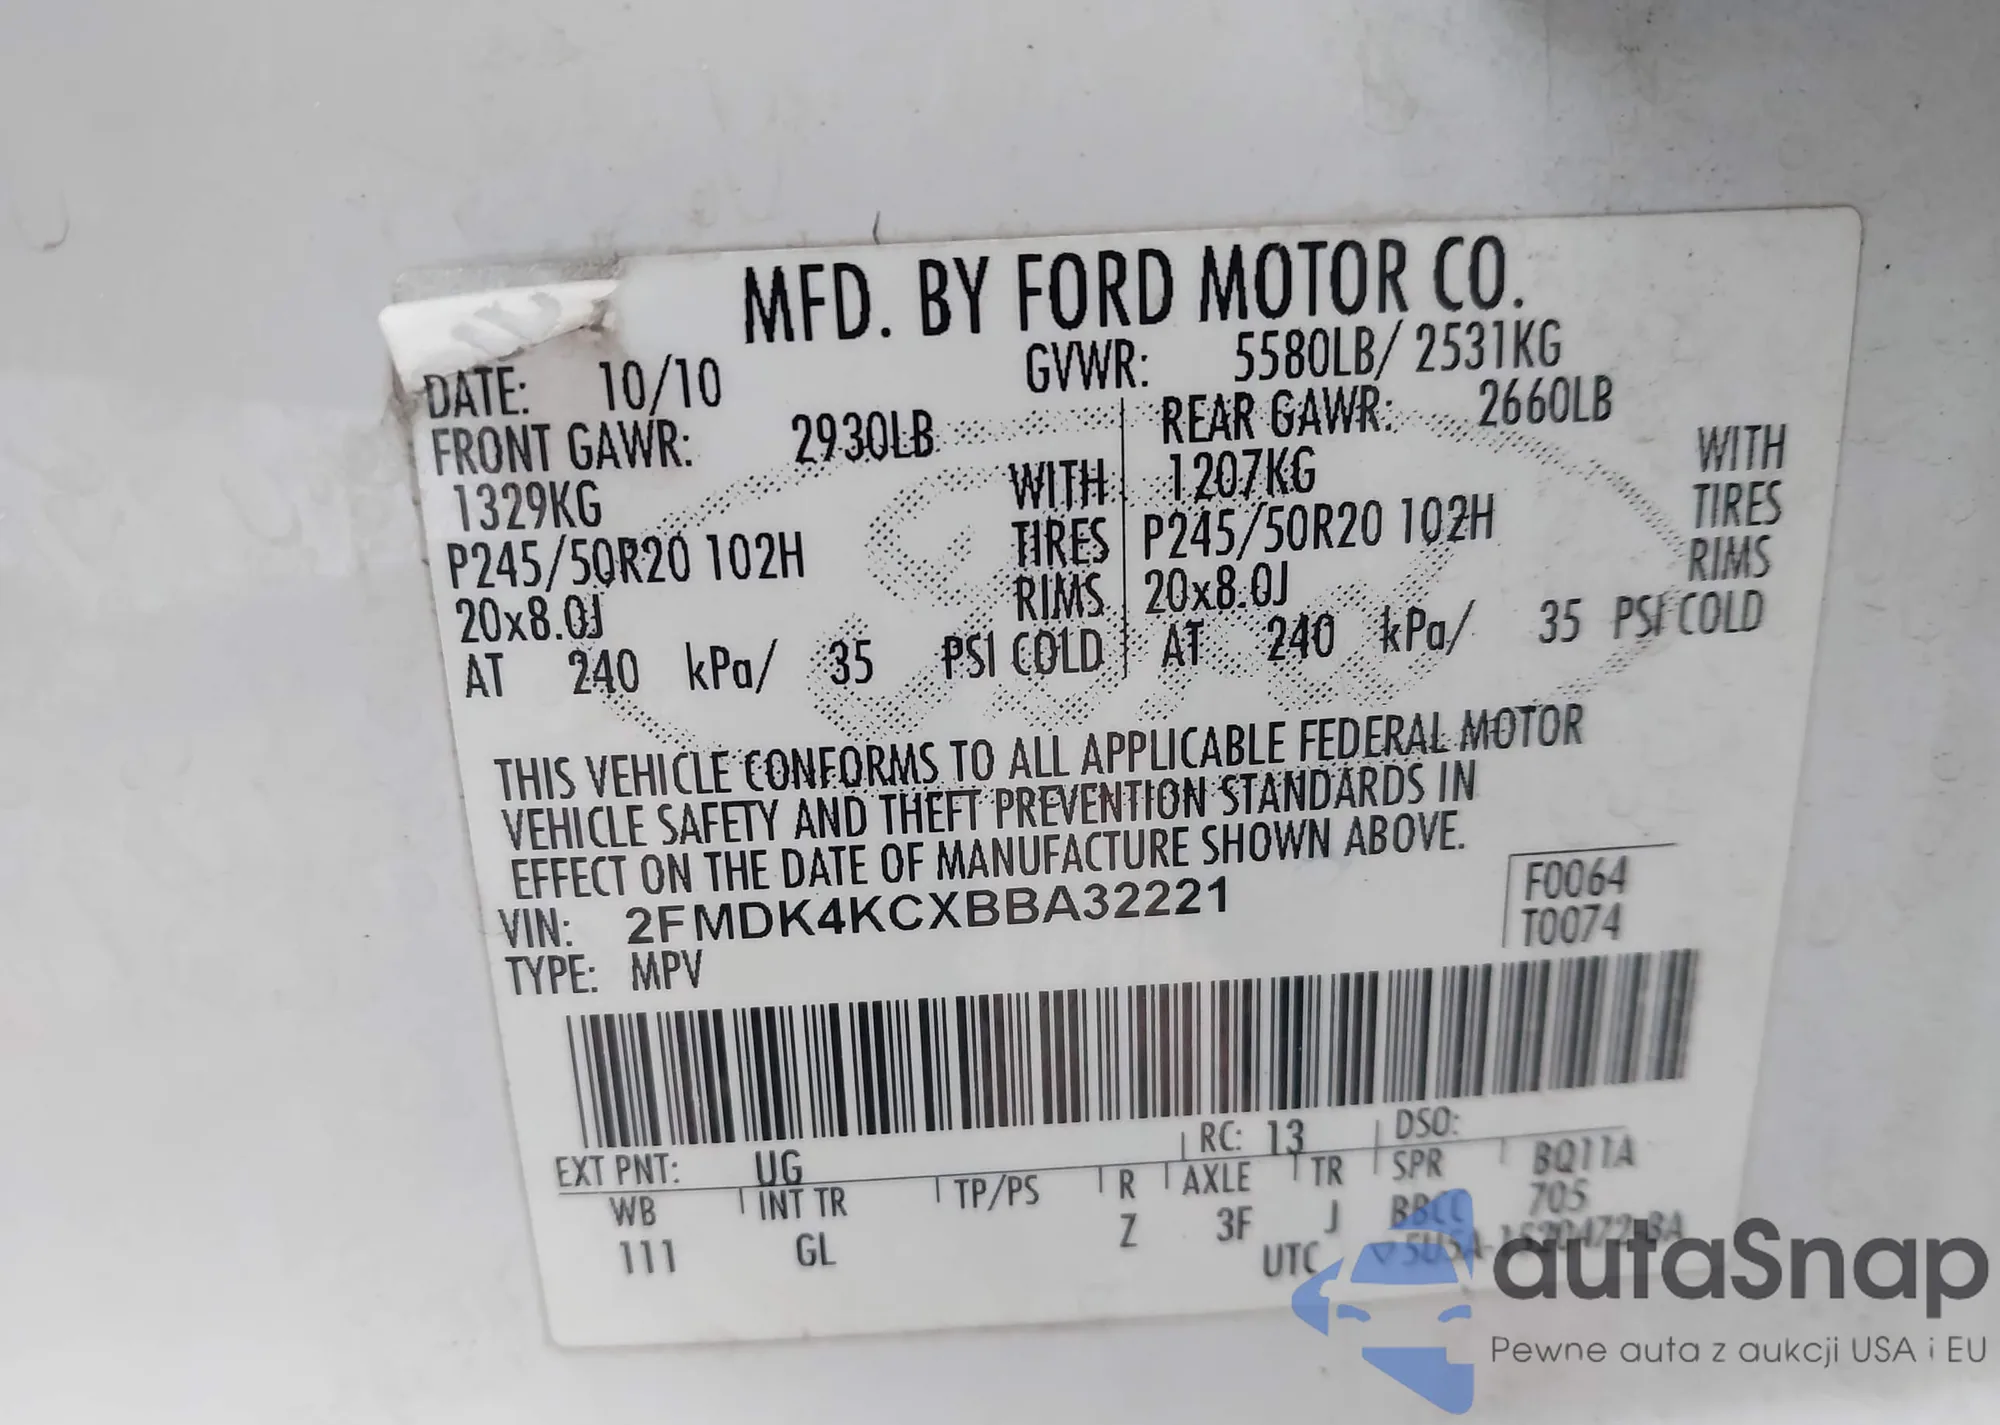 MFD. BY FORD MOTOR CO.
DATE: 10/10 GVWR: 5580LB/ 2531KG
FRONT GAWR: 2930LB REAR GAWR: 2660LB
1329KG WITH 1207KG WITH
P245/50R20 102H TIRES P245/50R20 102H TIRES
20x8.0J RIMS 20x8.0J RIMS
AT 240 kPa/ 35 PSI COLD AT 240 kPa/ 35 PSI COLD
THIS VEHICLE CONFORMS TO ALL APPLICABLE FEDERAL MOTOR
VEHICLE SAFETY AND THEFT PREVENTION STANDARDS IN
EFFECT ON THE DATE OF MANUFACTURE SHOWN ABOVE.
F0064
VIN: 2FMDK4KCXBBA32221 T0074
TYPE: MPV
EXT PNT: UG RC: 13 DSO:
WB INT TR TP/PS R AXLE TR SPR BQ11A
111 GL Z 3F J BBCC 705
UTC
autaSnap
Pewne auta z aukcji USA i EU